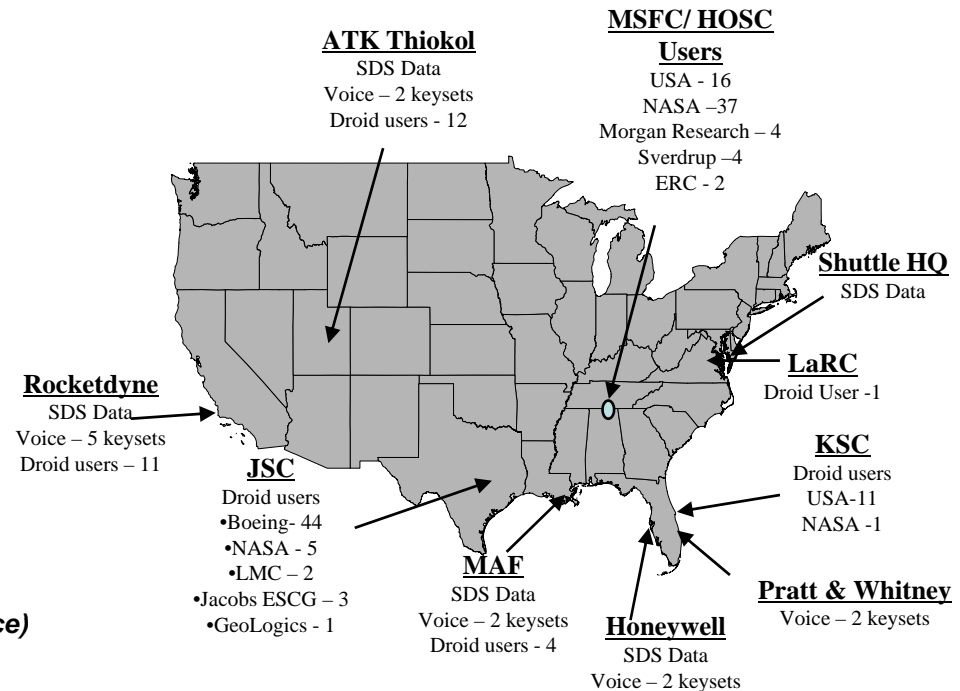 MSFC/ HOSC
Users
USA - 16
NASA –37
Morgan Research – 4
Sverdrup –4
ERC - 2
ATK Thiokol
SDS Data
Voice – 2 keysets
Droid users - 12
Shuttle HQ
SDS Data
LaRC
Droid User -1
Rocketdyne
SDS Data
Voice – 5 keysets
Droid users – 11
JSC
Droid users
•Boeing- 44
•NASA - 5
•LMC – 2
•Jacobs ESCG – 3
•GeoLogics - 1
KSC
Droid users
USA-11
NASA -1
MAF
SDS Data
Voice – 2 keysets
Droid users - 4
Honeywell
SDS Data
Voice – 2 keysets
Pratt & Whitney
Voice – 2 keysets
ce)